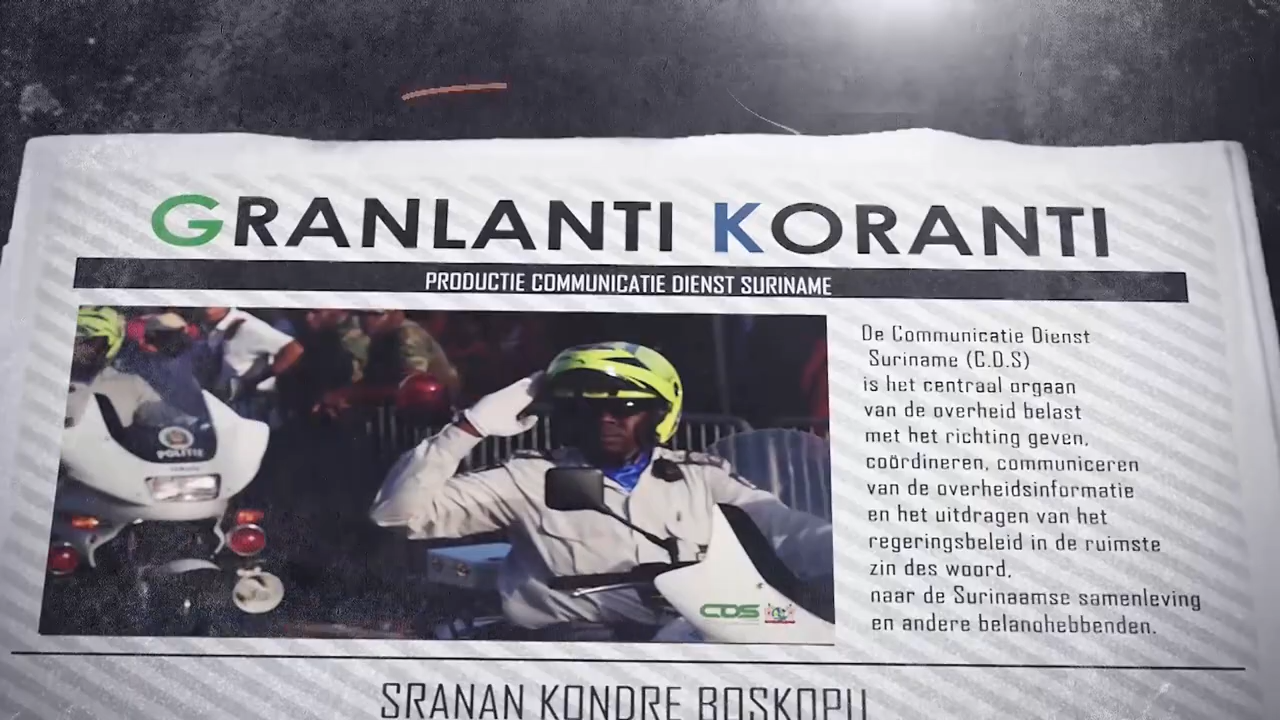 GRANLANTI KORANTI
PRODUCTIE COMMUNICATIE DIENST SURINAME
De Communicatie Dienst
Suriname (C.D.S)
is het centraal orgaan
van de overheid belast
met het richting geven,
coördineren, communiceren
van de overheidsinformatie
en het uitdragen van het
regeringsbeleid in de ruimste
zin des woord,
naar de Surinaamse samenleving
en andere belanghebbenden.
POLITIE
YAMAHA
CDS
SRANAN KONDRE BOSKOPU